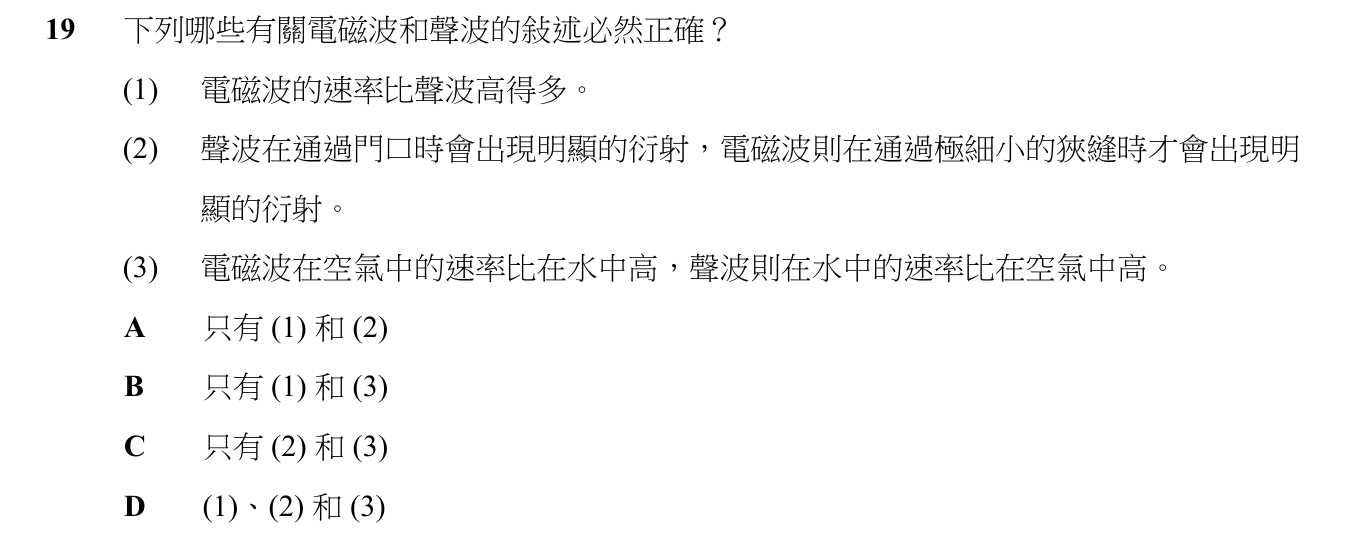 19 下列哪些有關電磁波和聲波的敍述必然正確？
(1) 電磁波的速率比聲波高得多。
(2) 聲波在通過門口時會出現明顯的衍射，電磁波則在通過極細小的狹縫時才會出現明
顯的衍射。
(3) 電磁波在空氣中的速率比在水中高，聲波則在水中的速率比在空氣中高。
A 只有 (1) 和 (2)
B 只有 (1) 和 (3)
C 只有 (2) 和 (3)
D (1)、(2) 和 (3)